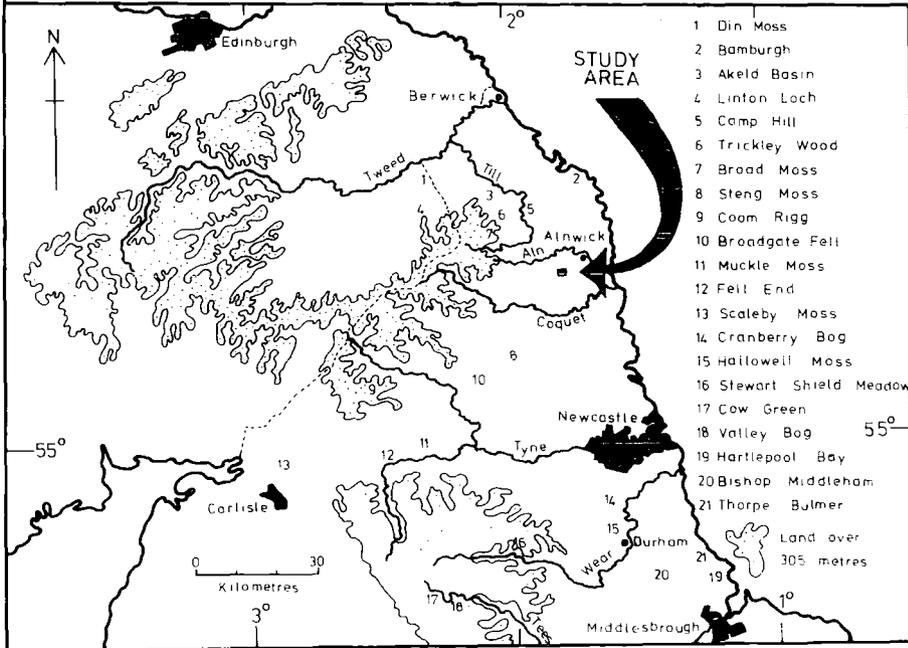 N
2°
Edinburgh
STUDY
AREA
Berwick
Tweed
Till
1
2
3
4
5
6
7
Alnwick
Aln
Coquet
8
9
10
Newcastle
55°
55°
Tyne
11
12
13
Carlisle
14
15
Durham
16
Wear
17
18
19
20
21
Tees
0 30
Kilometres
3°
1°
Middlesbrough
1 Din Moss
2 Bamburgh
3 Akeld Basin
4 Linton Loch
5 Camp Hill
6 Trickley Wood
7 Broad Moss
8 Steng Moss
9 Coom Rigg
10 Broadgate Fell
11 Muckle Moss
12 Fell End
13 Scaleby Moss
14 Cranberry Bog
15 Hallowell Moss
16 Stewart Shield Meadow
17 Cow Green
18 Valley Bog
19 Hartlepool Bay
20 Bishop Middleham
21 Thorpe Bulmer
Land over
305 metres